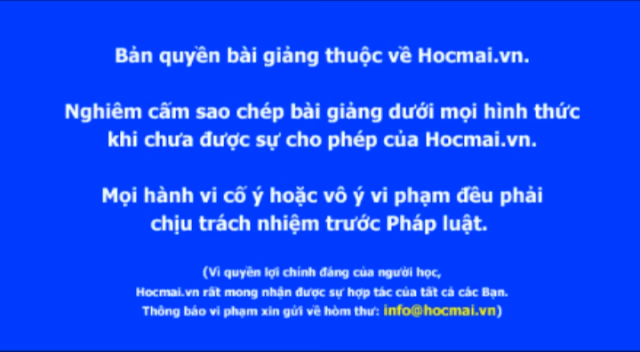 Bản quyền bài giảng thuộc về Hocmai.vn.
Nghiêm cấm sao chép bài giảng dưới mọi hình thức
khi chưa được sự cho phép của Hocmai.vn.
Mọi hành vi cố ý hoặc vô ý vi phạm đều phải
chịu trách nhiệm trước Pháp luật.
(Vì quyền lợi chính đáng của người học,
Hocmai.vn rất mong nhận được sự hợp tác của tất cả các Bạn.
Thông báo vi phạm xin gửi về hòm thư: info@hocmai.vn)